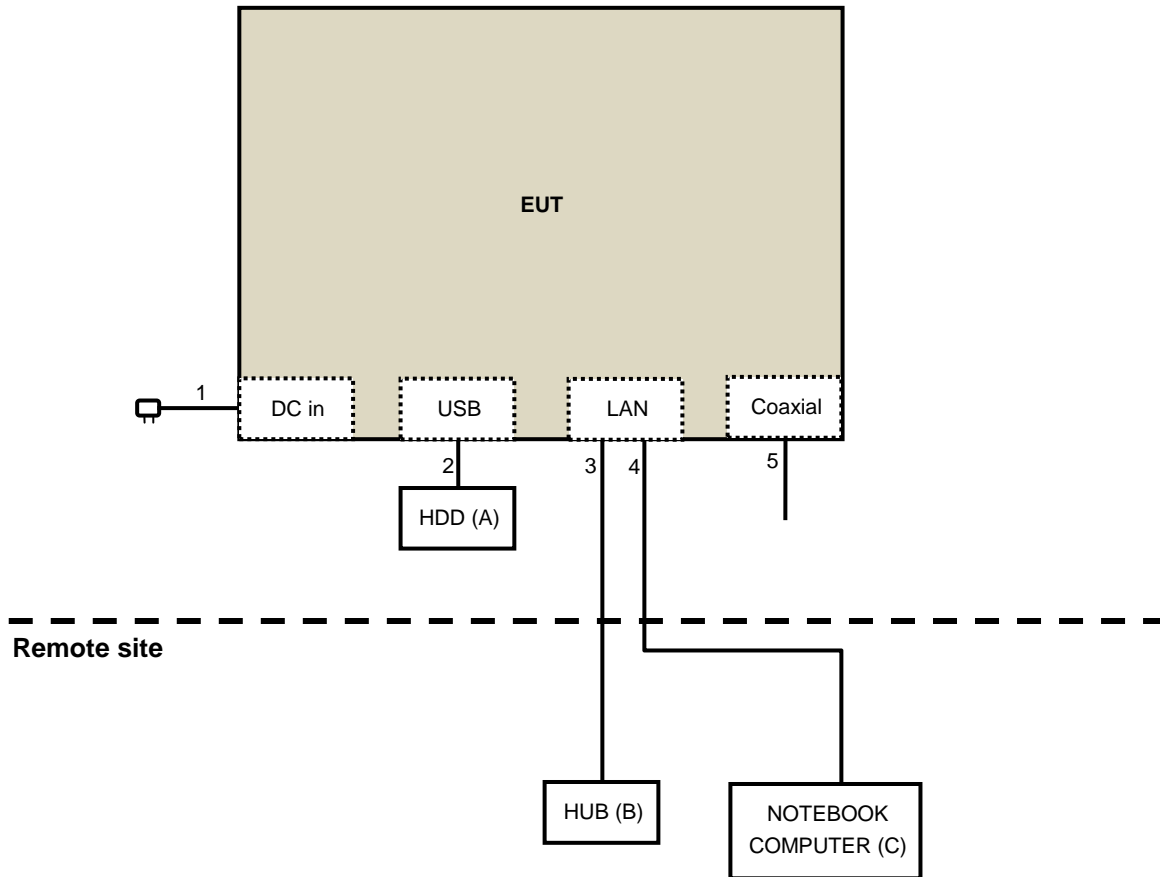 EUT
1
DC in
USB
LAN
Coaxial
2
3
4
5
HDD (A)
Remote site
HUB (B)
NOTEBOOK
COMPUTER (C)